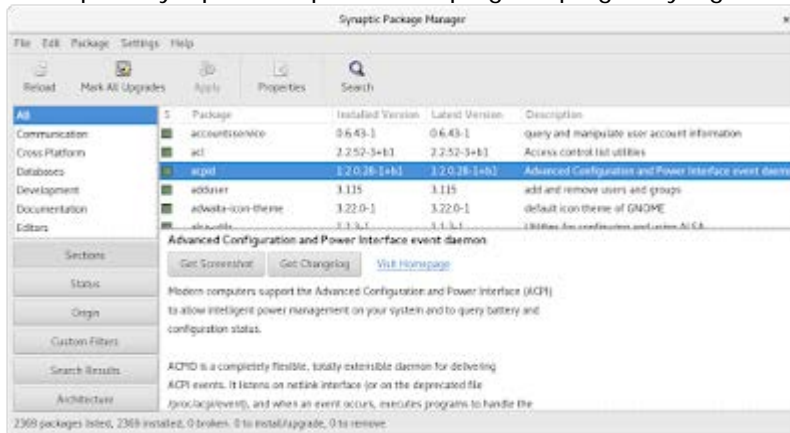 Synaptic Package Manager
File Edit Package Settings Help
Reload Mark All Upgrades Apply Properties Search
All
Communication
Cross Platform
Databases
Development
Documentation
Editors
Sections
Status
Origin
Custom Filters
Search Results
Architecture
S Package Installed Version Latest Version Description
accountsservice 0.6.43-1 0.6.43-1 query and manipulate user account information
acl 2.2.52-3+b1 2.2.52-3+b1 Access control list utilities
acpid 1:2.0.28-1+b1 1:2.0.28-1+b1 Advanced Configuration and Power Interface event
adduser 3.115 3.115 add and remove users and groups
adwaita-icon-theme 3.22.0-1 3.22.0-1 default icon theme of GNOME
Advanced Configuration and Power Interface event daemon
Get Screenshot Get Changelog Visit Homepage
Modern computers support the Advanced Configuration and Power Interface (ACPI)
to allow intelligent power management on your system and to query battery and
configuration status.
ACPID is a completely flexible, totally extensible daemon for delivering
ACPI events. It listens on netlink interface (or on the deprecated file
/proc/acpi/event), and when an event occurs, executes programs to handle the
2369 packages listed, 2369 installed, 0 broken. 0 to install/upgrade, 0 to remove